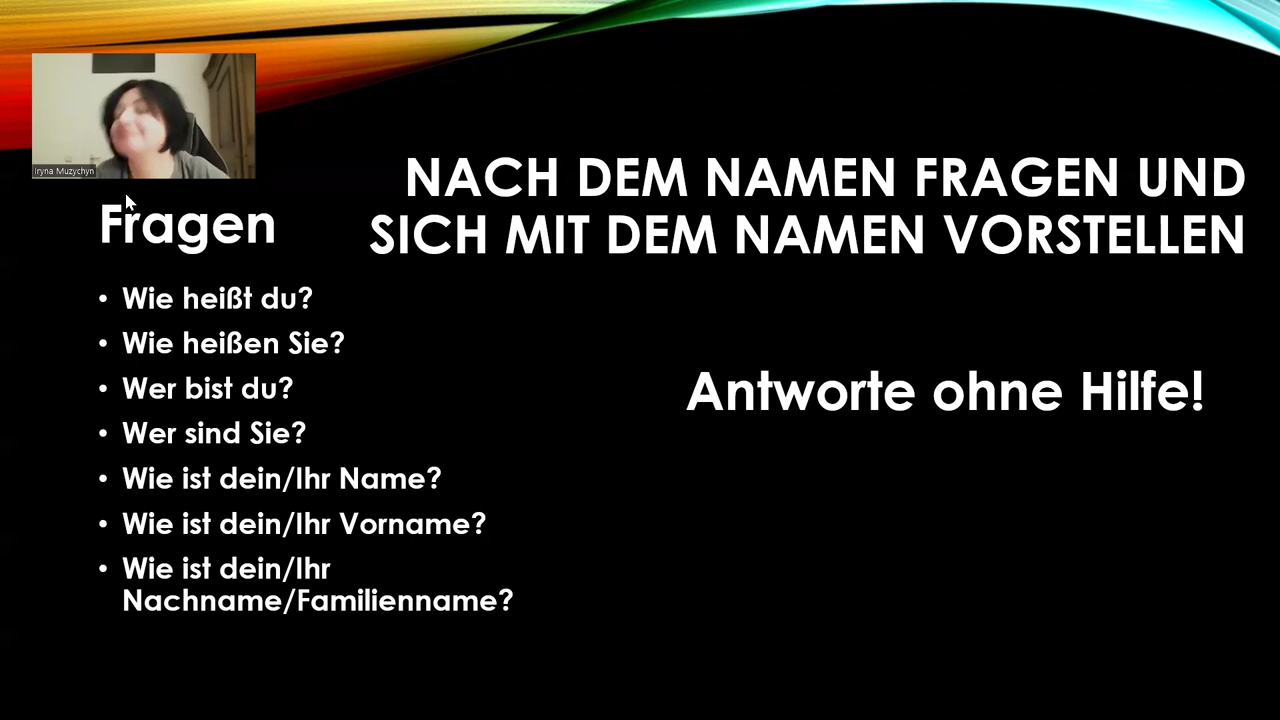 Iryna Muzychyn
NACH DEM NAMEN FRAGEN UND
SICH MIT DEM NAMEN VORSTELLEN
Fragen
• Wie heißt du?
• Wie heißen Sie?
• Wer bist du?
• Wer sind Sie?
• Wie ist dein/Ihr Name?
• Wie ist dein/Ihr Vorname?
• Wie ist dein/Ihr
Nachname/Familienname?
Antworte ohne Hilfe!